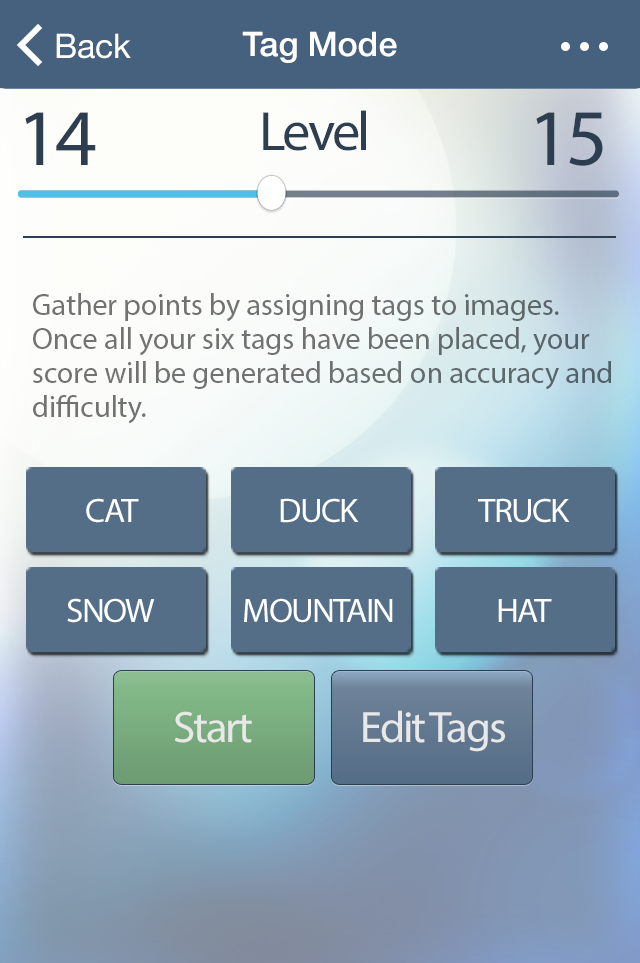 Back Tag Mode
14 Level 15
Gather points by assigning tags to images.
Once all your six tags have been placed, your
score will be generated based on accuracy and
difficulty.
CAT DUCK TRUCK
SNOW MOUNTAIN HAT
Start Edit Tags